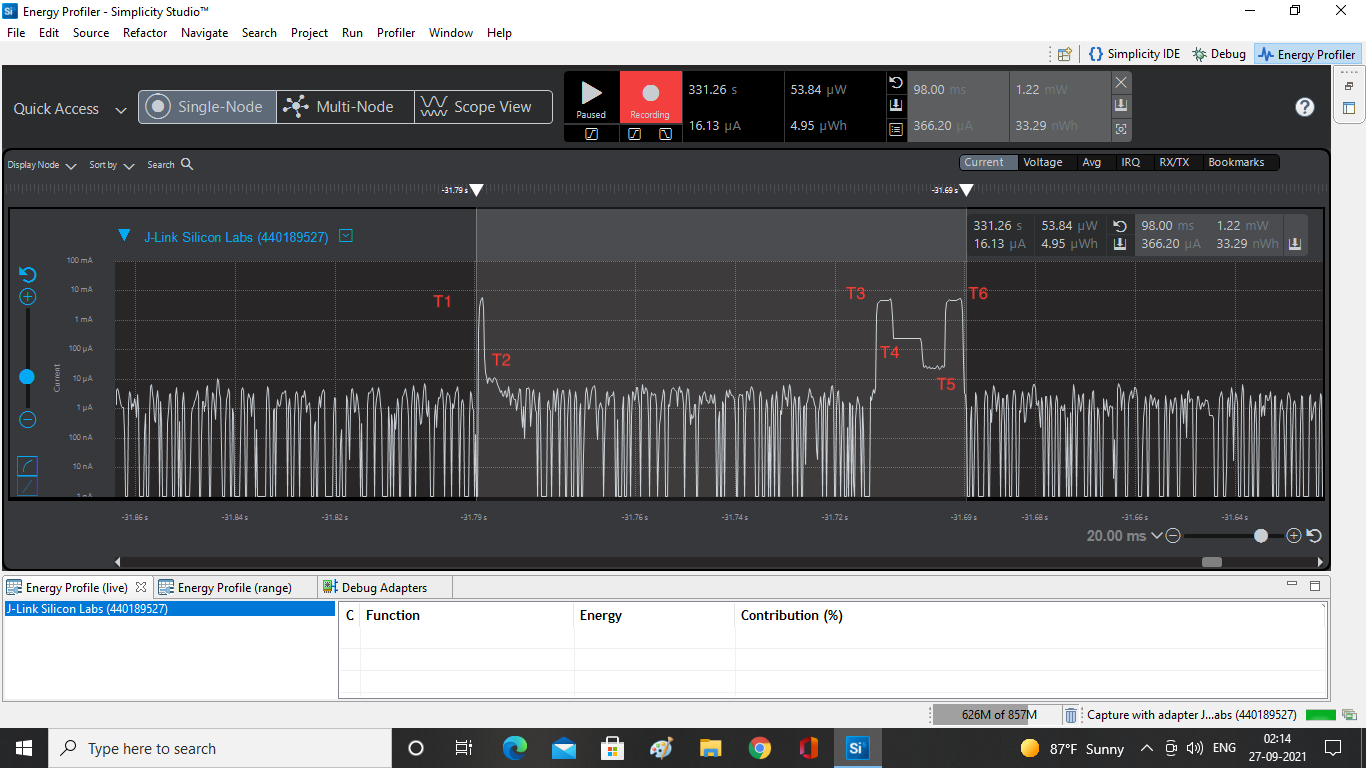 Energy Profiler - Simplicity Studio™
File Edit Source Refactor Navigate Search Project Run Profiler Window Help
Simplicity IDE Debug Energy Profiler
Quick Access Single-Node Multi-Node Scope View
Paused Recording
331.26 s 53.84 µW 98.00 ms 1.22 mW
16.13 µA 4.95 µWh 366.20 µA 33.29 nWh
Display Node Sort by Search
Current Voltage Avg IRQ RX/TX Bookmarks
-31.79 s -31.69 s
J-Link Silicon Labs (440189527)
331.26 s 53.84 µW 98.00 ms 1.22 mW
16.13 µA 4.95 µWh 366.20 µA 33.29 nWh
100 mA
10 mA
1 mA
100 µA
10 µA
1 µA
100 nA
10 nA
1 nA
Current
T1
T2
T3
T4
T5
T6
-31.86 s -31.84 s -31.82 s -31.79 s -31.76 s -31.74 s -31.72 s -31.69 s -31.68 s -31.66 s -31.64 s
20.00 ms
Energy Profile (live) Energy Profile (range) Debug Adapters
J-Link Silicon Labs (440189527)
C Function Energy Contribution (%)
626M of 857M Capture with adapter J...abs (440189527)
Type here to search
Si
87°F Sunny ENG
02:14
27-09-2021